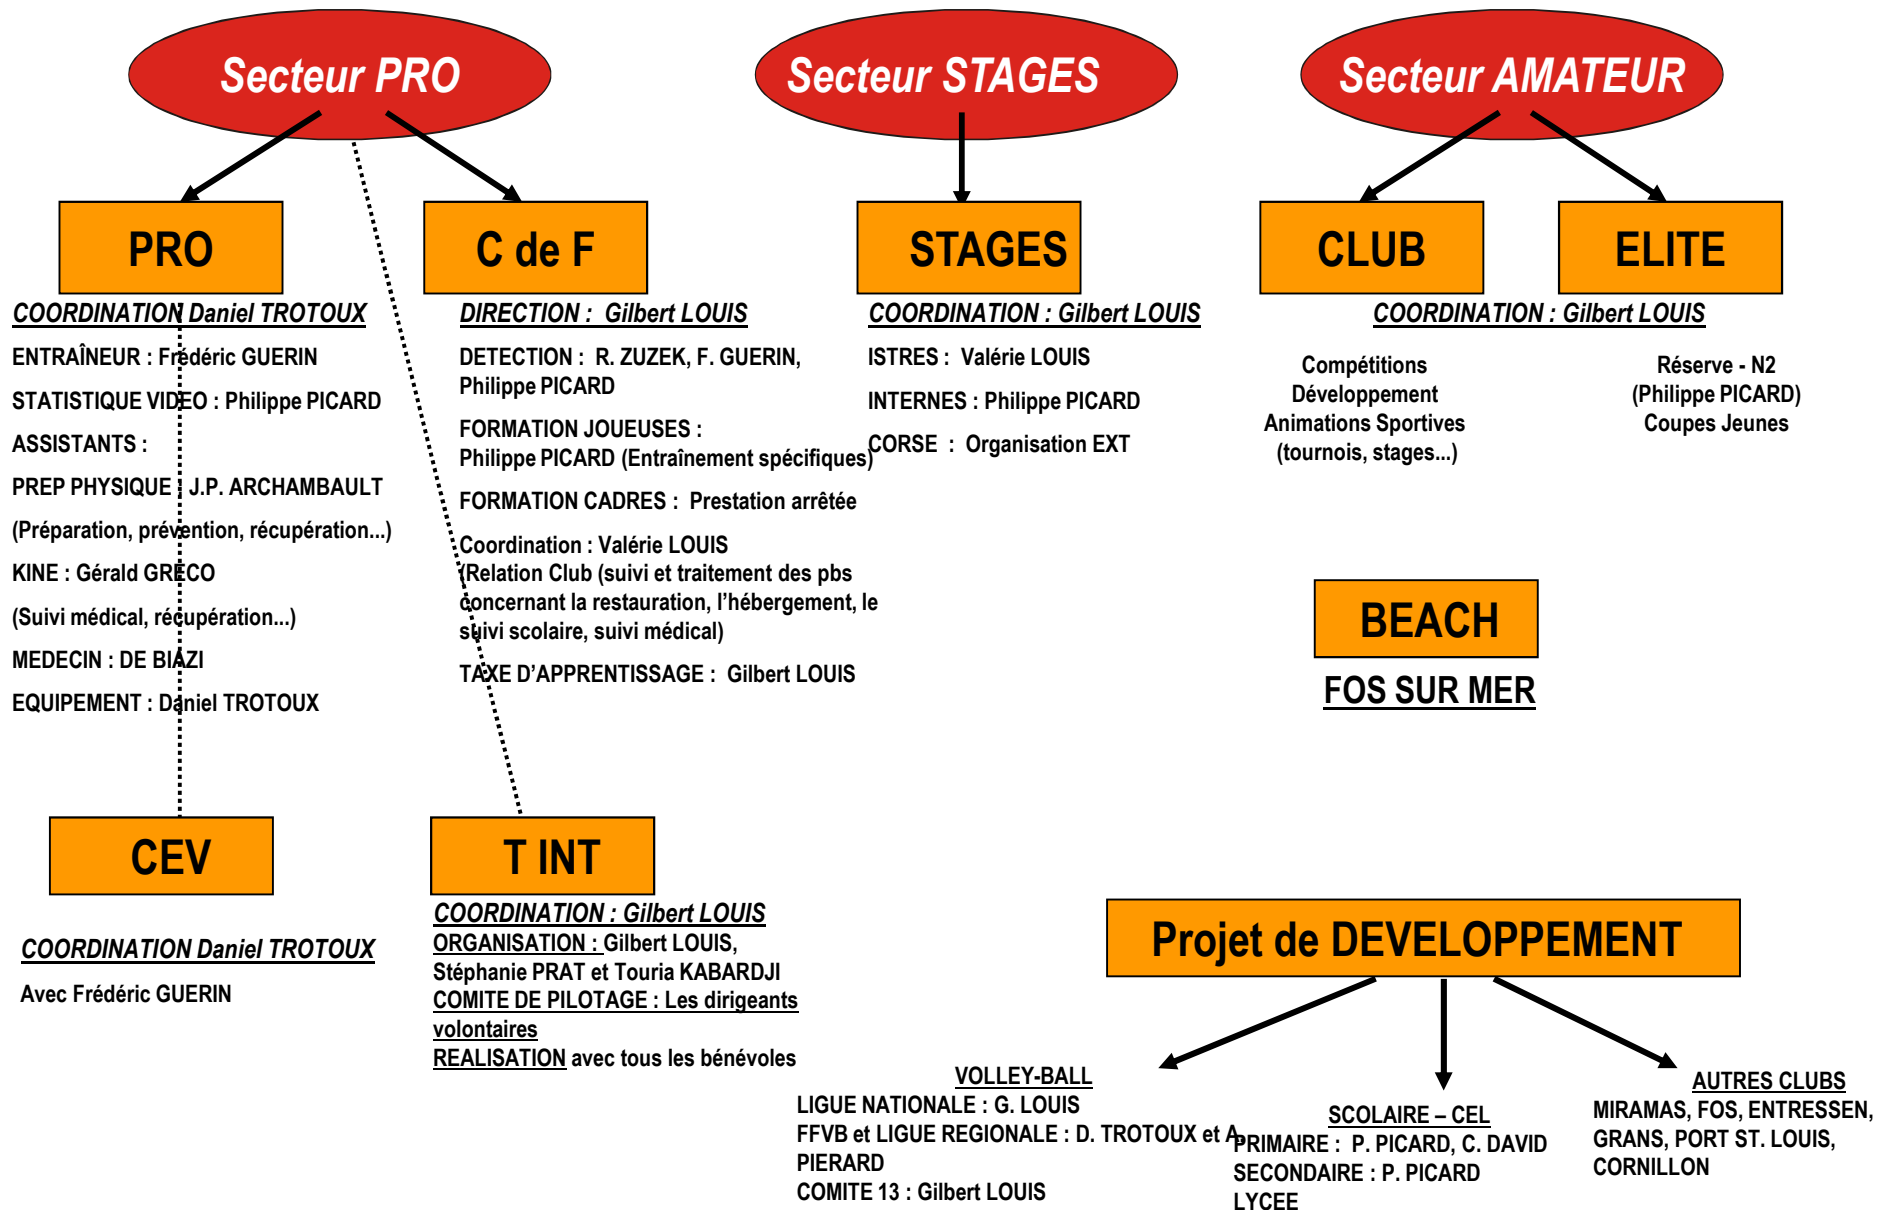 Secteur PRO
Secteur STAGES
Secteur AMATEUR
PRO
C de F
STAGES
CLUB
ELITE
COORDINATION Daniel TROTOUX
ENTRAÎNEUR : Frédéric GUERIN
STATISTIQUE VIDEO : Philippe PICARD
ASSISTANTS :
PREP PHYSIQUE : J.P. ARCHAMBAULT
(Préparation, prévention, récupération...)
KINE : Gérald GRECO
(Suivi médical, récupération...)
MEDECIN : DE BIAZI
EQUIPEMENT : Daniel TROTOUX
DIRECTION : Gilbert LOUIS
DETECTION : R. ZUZEK, F. GUERIN,
Philippe PICARD
FORMATION JOUEUSES :
Philippe PICARD (Entraînement spécifiques)
FORMATION CADRES : Prestation arrêtée
Coordination : Valérie LOUIS
(Relation Club (suivi et traitement des pbs
concernant la restauration, l’hébergement, le
suivi scolaire, suivi médical)
TAXE D’APPRENTISSAGE : Gilbert LOUIS
COORDINATION : Gilbert LOUIS
ISTRES : Valérie LOUIS
INTERNES : Philippe PICARD
CORSE : Organisation EXT
COORDINATION : Gilbert LOUIS
Compétitions
Développement
Animations Sportives
(tournois, stages...)
Réserve - N2
(Philippe PICARD)
Coupes Jeunes
BEACH
FOS SUR MER
CEV
COORDINATION Daniel TROTOUX
Avec Frédéric GUERIN
T INT
COORDINATION : Gilbert LOUIS
ORGANISATION : Gilbert LOUIS,
Stéphanie PRAT et Touria KABARDJI
COMITE DE PILOTAGE : Les dirigeants
volontaires
REALISATION avec tous les bénévoles
Projet de DEVELOPPEMENT
VOLLEY-BALL
LIGUE NATIONALE : G. LOUIS
FFVB et LIGUE REGIONALE : D. TROTOUX et A.
PIERARD
COMITE 13 : Gilbert LOUIS
SCOLAIRE – CEL
PRIMAIRE : P. PICARD, C. DAVID
SECONDAIRE : P. PICARD
LYCEE
AUTRES CLUBS
MIRAMAS, FOS, ENTRESSEN,
GRANS, PORT ST. LOUIS,
CORNILLON